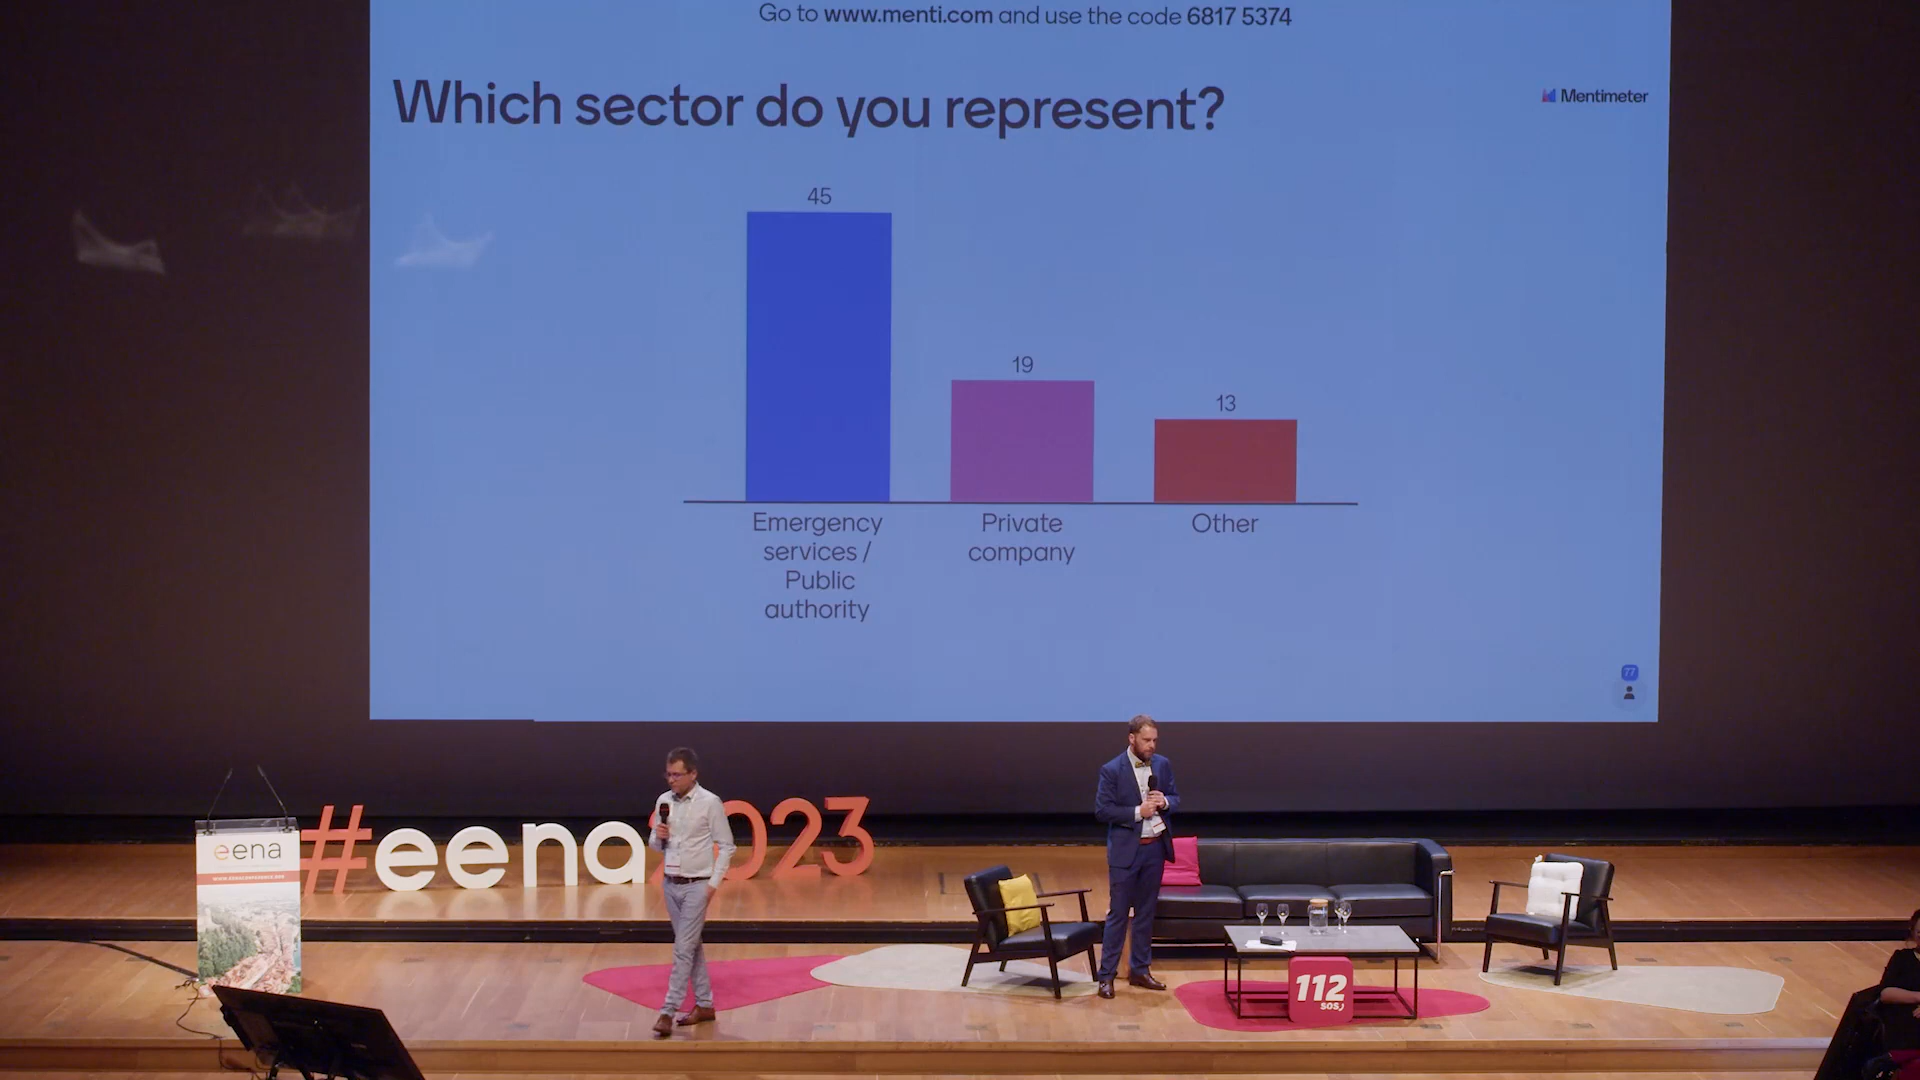 Go to www.menti.com and use the code 6817 5374
Which sector do you represent?
Mentimeter
45
19
13
Emergency
services /
Public
authority
Private
company
Other
77
#eena2023
eena
112
SOS